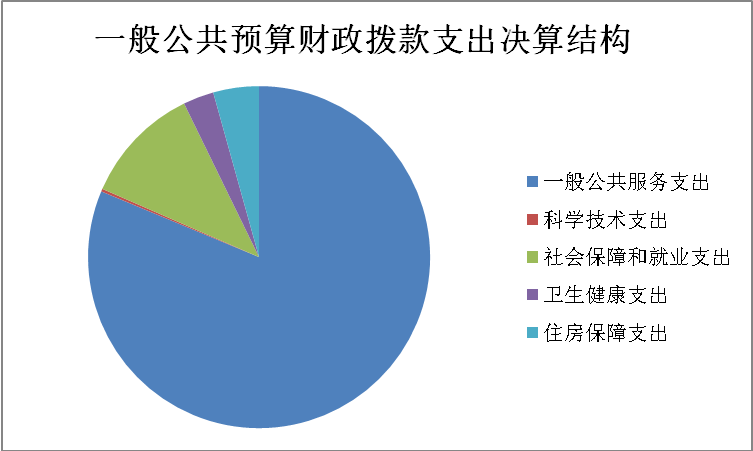 一般公共预算财政拨款支出决算结构
一般公共服务支出
科学技术支出
社会保障和就业支出
卫生健康支出
住房保障支出